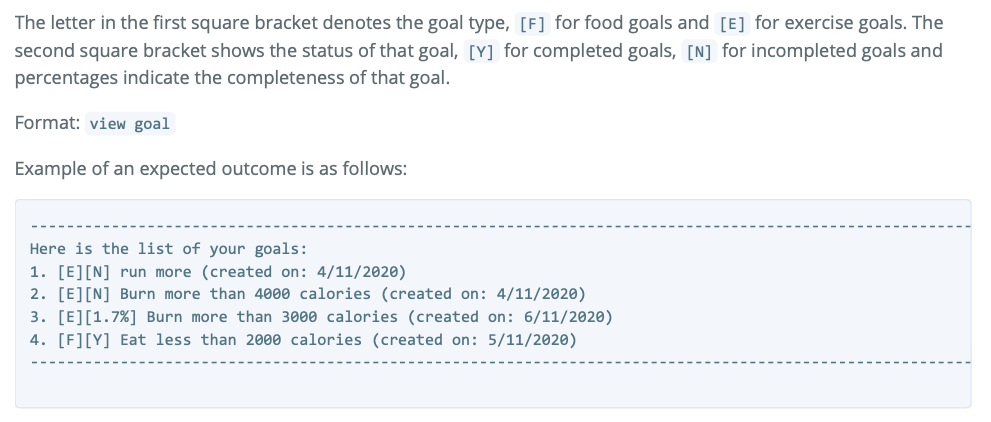 The letter in the first square bracket denotes the goal type, [F] for food goals and [E] for exercise goals. The
second square bracket shows the status of that goal, [Y] for completed goals, [N] for incompleted goals and
percentages indicate the completeness of that goal.
Format: view goal
Example of an expected outcome is as follows:
Here is the list of your goals:
1. [E][N] run more (created on: 4/11/2020)
2. [E][N] Burn more than 4000 calories (created on: 4/11/2020)
3. [E][1.7%] Burn more than 3000 calories (created on: 6/11/2020)
4. [F][Y] Eat less than 2000 calories (created on: 5/11/2020)